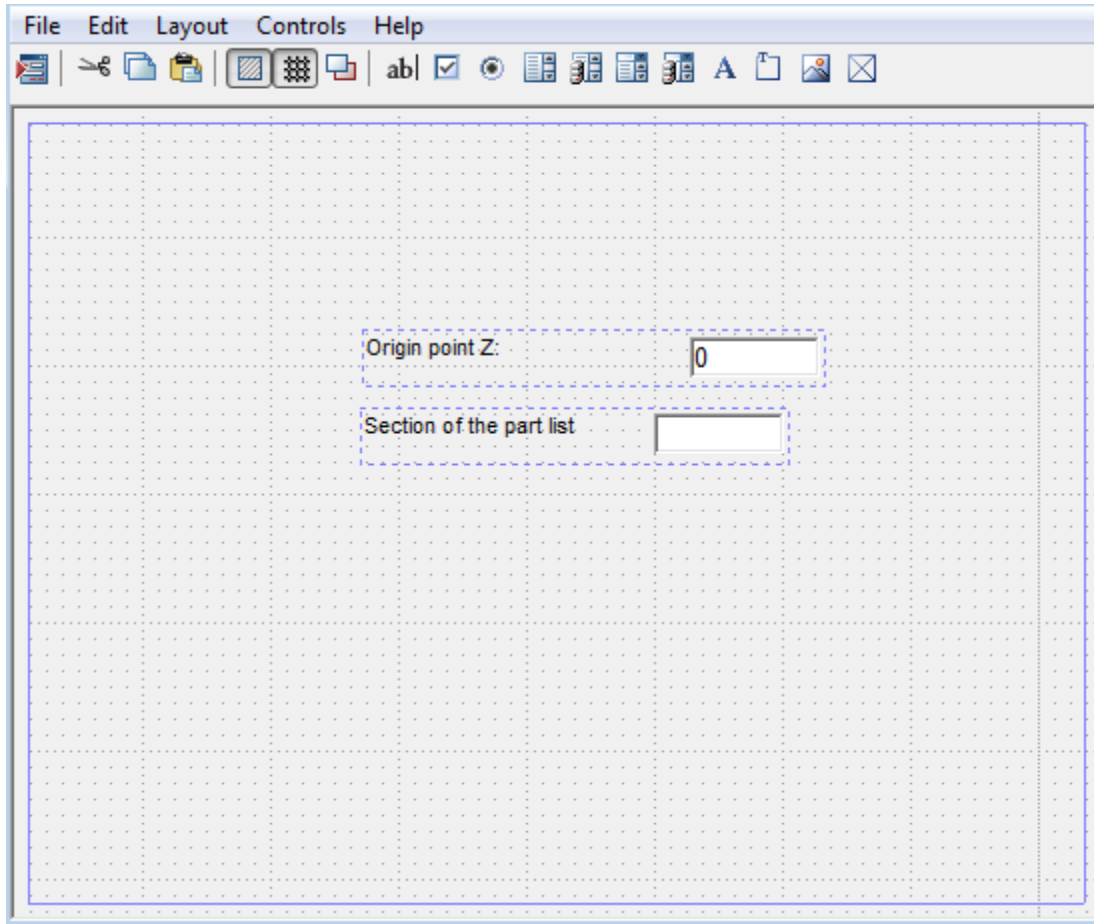 File Edit Layout Controls Help
ab| A T
Origin point Z: 0
Section of the part list